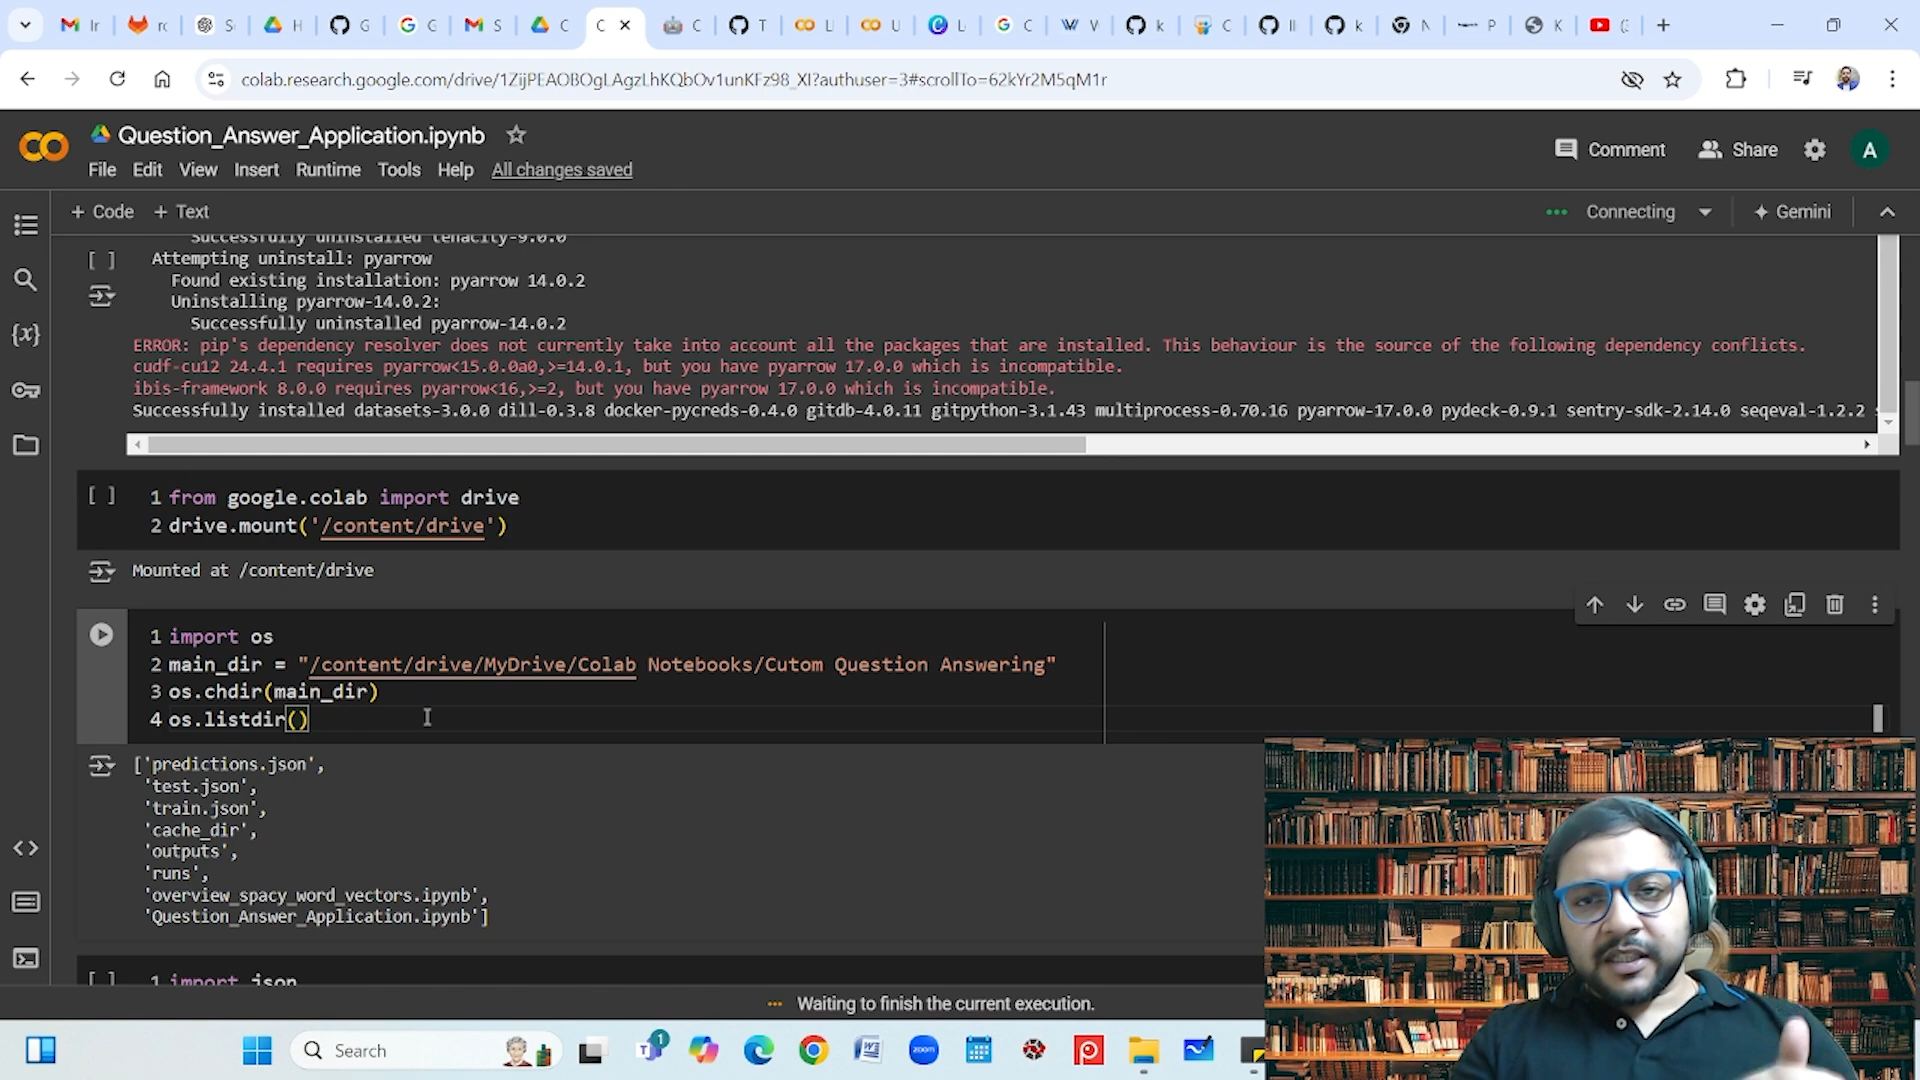 colab.research.google.com/drive/1ZijPEAOBOgLAgzLhKQbOv1unKFz98_XI?authuser=3#scrollTo=62kYr2M5qM1r
Question_Answer_Application.ipynb
Comment
Share
A
File Edit View Insert Runtime Tools Help All changes saved
+ Code + Text
Connecting
Gemini
Successfully uninstalled tenacity-9.0.0
[ ] Attempting uninstall: pyarrow
Found existing installation: pyarrow 14.0.2
Uninstalling pyarrow-14.0.2:
Successfully uninstalled pyarrow-14.0.2
ERROR: pip's dependency resolver does not currently take into account all the packages that are installed. This behaviour is the source of the following dependency conflicts.
cudf-cu12 24.4.1 requires pyarrow<15.0.0a0,>=14.0.1, but you have pyarrow 17.0.0 which is incompatible.
ibis-framework 8.0.0 requires pyarrow<16,>=2, but you have pyarrow 17.0.0 which is incompatible.
Successfully installed datasets-3.0.0 dill-0.3.8 docker-pycreds-0.4.0 gitdb-4.0.11 gitpython-3.1.43 multiprocess-0.70.16 pyarrow-17.0.0 pydeck-0.9.1 sentry-sdk-2.14.0 seqeval-1.2.2
[ ] 1 from google.colab import drive
2 drive.mount('/content/drive')
Mounted at /content/drive
1 import os
2 main_dir = "/content/drive/MyDrive/Colab Notebooks/Cutom Question Answering"
3 os.chdir(main_dir)
4 os.listdir()
['predictions.json',
'test.json',
'train.json',
'cache_dir',
'outputs',
'runs',
'overview_spacy_word_vectors.ipynb',
'Question_Answer_Application.ipynb']
[ ] 1 import json
Waiting to finish the current execution.
Search
1
zoom